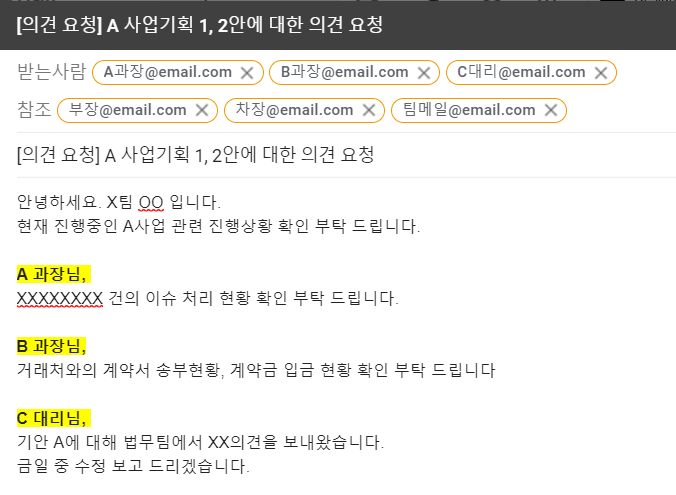 [의견 요청] A 사업기획 1, 2안에 대한 의견 요청
받는사람 A과장@email.com B과장@email.com C대리@email.com
참조 부장@email.com 차장@email.com 팀메일@email.com
[의견 요청] A 사업기획 1, 2안에 대한 의견 요청
안녕하세요. X팀 OO 입니다.
현재 진행중인 A사업 관련 진행상황 확인 부탁 드립니다.
A 과장님,
XXXXXXXX 건의 이슈 처리 현황 확인 부탁 드립니다.
B 과장님,
거래처와의 계약서 송부현황, 계약금 입금 현황 확인 부탁 드립니다
C 대리님,
기안 A에 대해 법무팀에서 XX의견을 보내왔습니다.
금일 중 수정 보고 드리겠습니다.